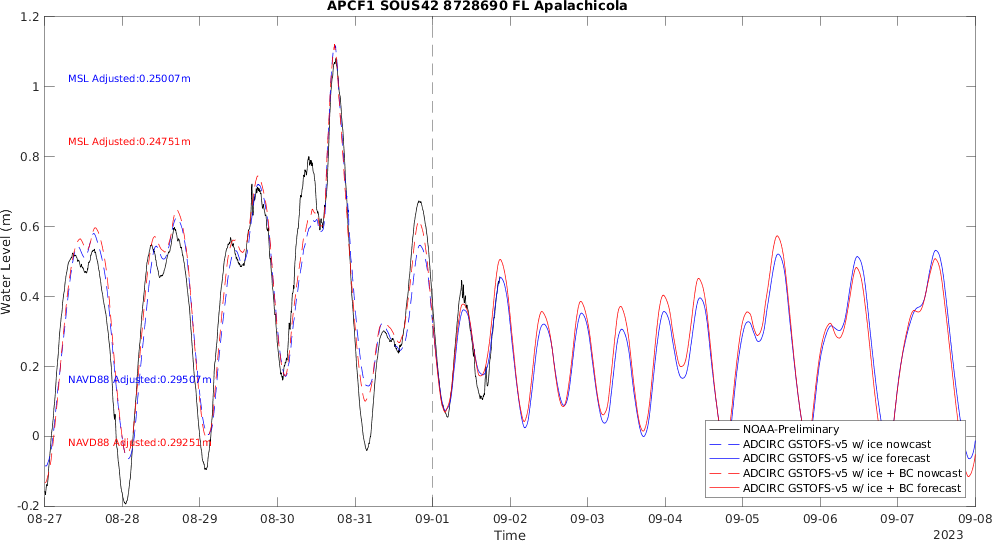 APCF1 SOUS42 8728690 FL Apalachicola
1.2
1
0.8
0.6
0.4
0.2
0
-0.2
Water Level (m)
MSL Adjusted:0.25007m
MSL Adjusted:0.24751m
NAVD88 Adjusted:0.29507m
NAVD88 Adjusted:0.29251m
NOAA-Preliminary
ADCIRC GSTOFS-v5 w/ ice nowcast
ADCIRC GSTOFS-v5 w/ ice forecast
ADCIRC GSTOFS-v5 w/ ice + BC nowcast
ADCIRC GSTOFS-v5 w/ ice + BC forecast
08-27 08-28 08-29 08-30 08-31 09-01 09-02 09-03 09-04 09-05 09-06 09-07 09-08
Time
2023